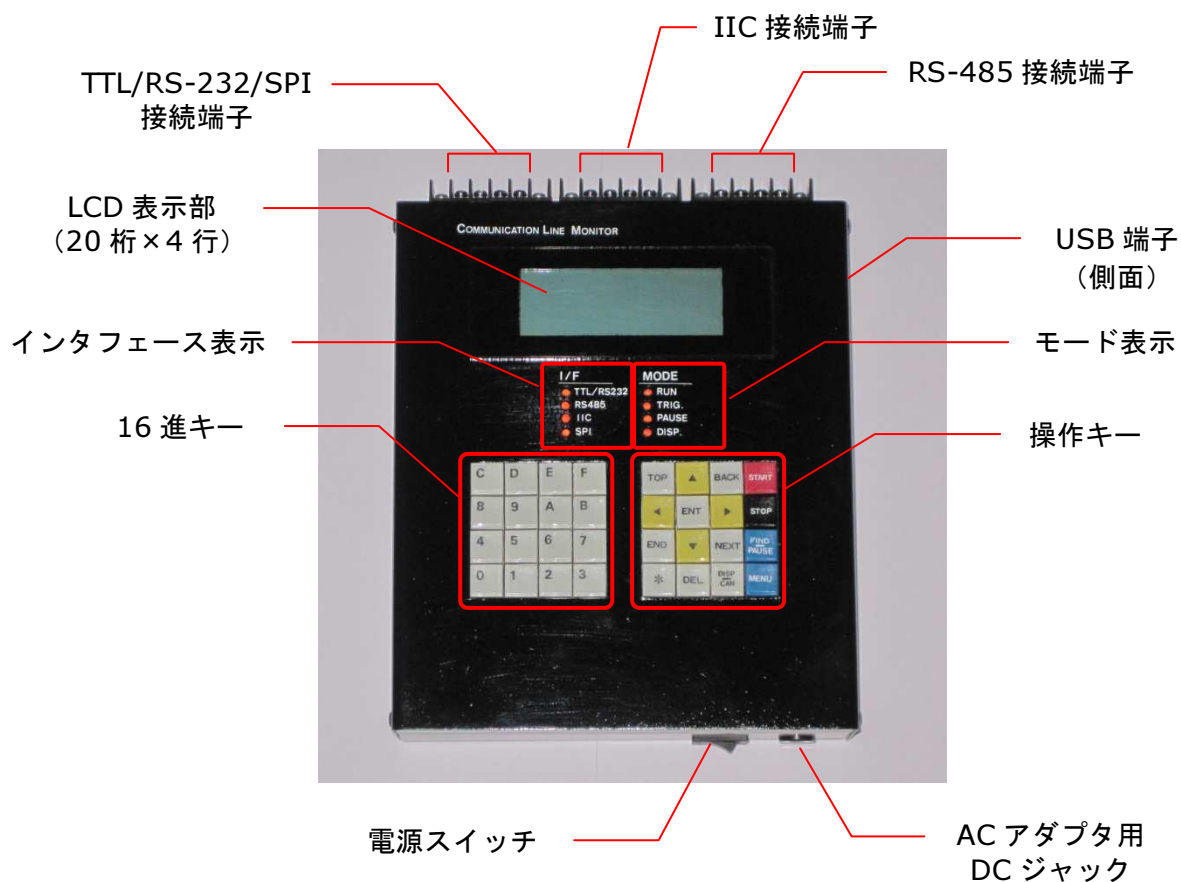 IIC 接続端子
TTL/RS-232/SPI
接続端子
RS-485 接続端子
LCD 表示部
（20 桁×4 行）
COMMUNICATION LINE MONITOR
USB 端子
（側面）
インタフェース表示
モード表示
I/F
TTL/RS232
RS485
IIC
SPI
MODE
RUN
TRIG.
PAUSE
DISP.
16 進キー
操作キー
C D E F
8 9 A B
4 5 6 7
0 1 2 3
TOP ▲ BACK START
◀ ENT ▶ STOP
END ▼ NEXT FIND PAUSE
＊ DEL DISP CAN MENU
電源スイッチ
AC アダプタ用
DC ジャック